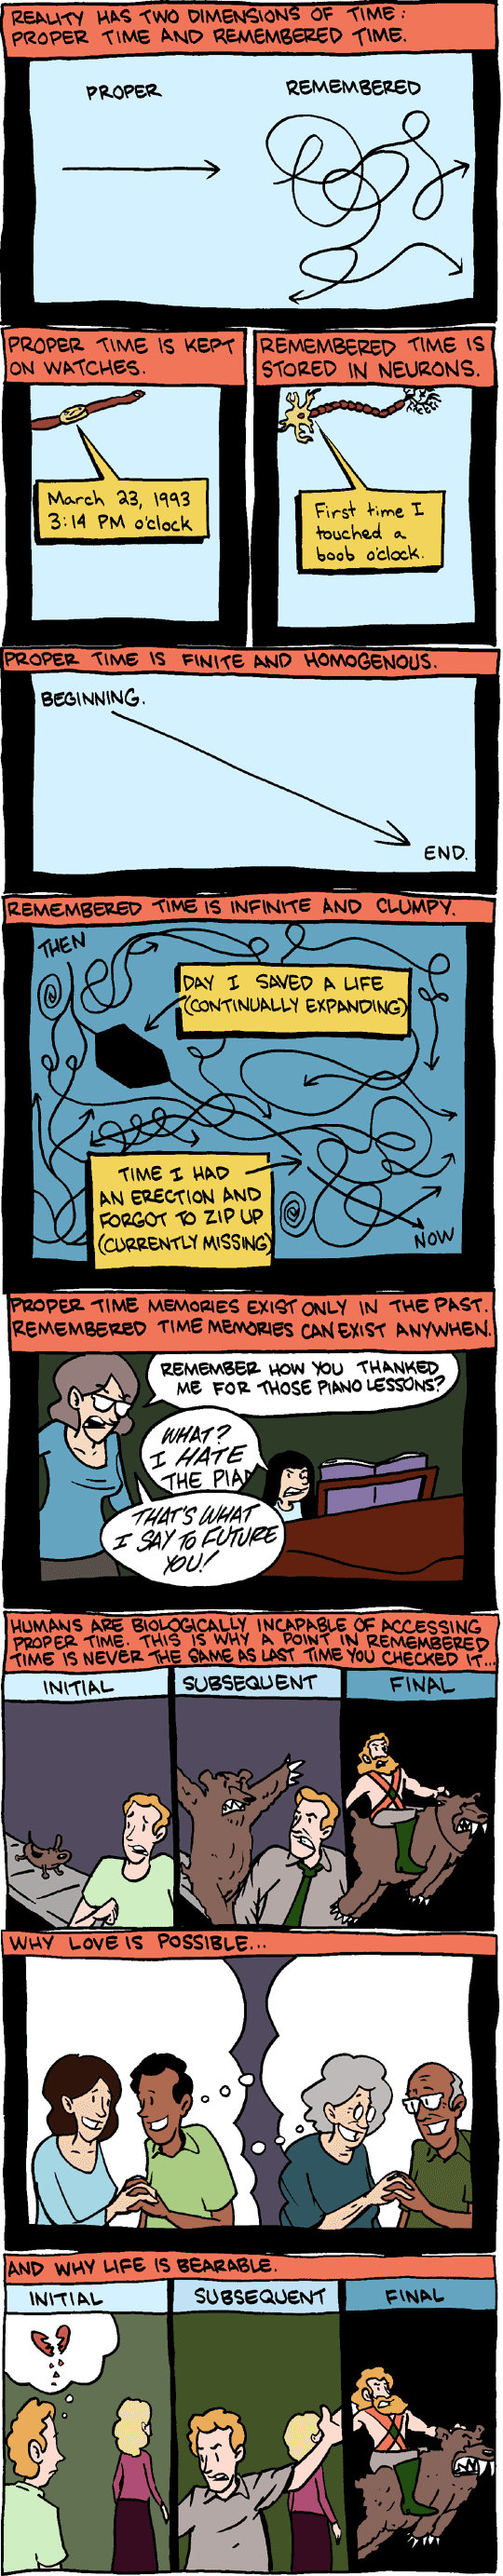 REALITY HAS TWO DIMENSIONS OF TIME:
PROPER TIME AND REMEMBERED TIME.
PROPER
REMEMBERED
PROPER TIME IS KEPT
ON WATCHES.
March 23, 1993
3:14 PM o'clock
REMEMBERED TIME IS
STORED IN NEURONS.
First time I
touched a
boob o'clock.
PROPER TIME IS FINITE AND HOMOGENOUS.
BEGINNING.
END.
REMEMBERED TIME IS INFINITE AND CLUMPY.
THEN
DAY I SAVED A LIFE
(CONTINUALLY EXPANDING)
TIME I HAD
AN ERECTION AND
FORGOT TO ZIP UP
(CURRENTLY MISSING)
NOW
PROPER TIME MEMORIES EXIST ONLY IN THE PAST.
REMEMBERED TIME MEMORIES CAN EXIST ANYWHEN.
REMEMBER HOW YOU THANKED
ME FOR THOSE PIANO LESSONS?
WHAT?
I HATE
THE PIA
THAT'S WHAT
I SAY TO FUTURE
YOU!
HUMANS ARE BIOLOGICALLY INCAPABLE OF ACCESSING
PROPER TIME. THIS IS WHY A POINT IN REMEMBERED
TIME IS NEVER THE SAME AS LAST TIME YOU CHECKED IT...
INITIAL
SUBSEQUENT
FINAL
WHY LOVE IS POSSIBLE...
AND WHY LIFE IS BEARABLE.
INITIAL
SUBSEQUENT
FINAL